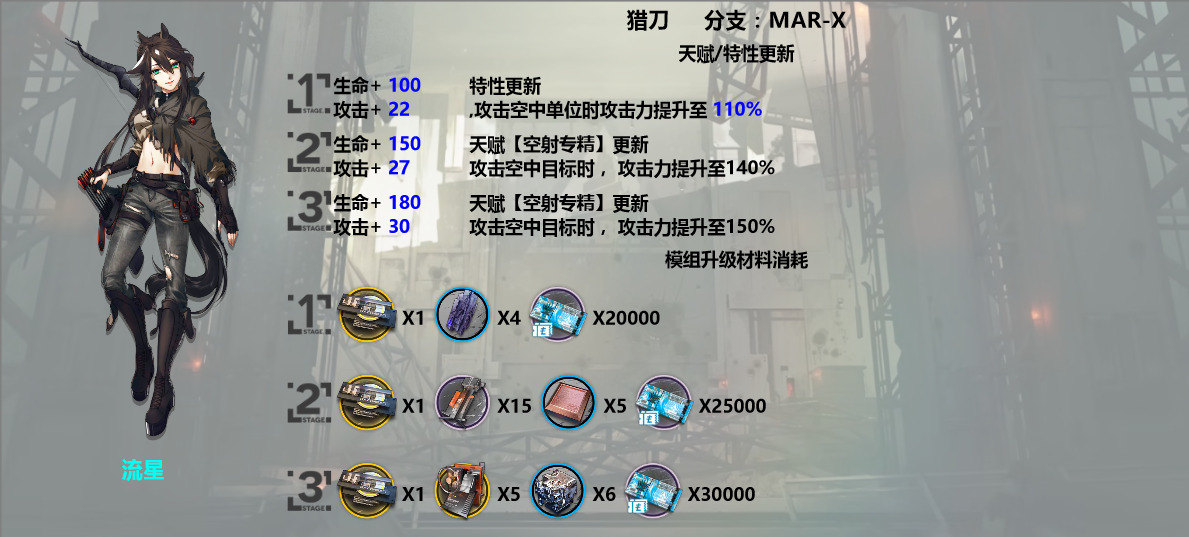 猎刀 分支：MAR-X
天赋/特性更新
1 STAGE.
生命+ 100 特性更新
攻击+ 22 ,攻击空中单位时攻击力提升至 110%
2 STAGE.
生命+ 150 天赋【空射专精】更新
攻击+ 27 攻击空中目标时，攻击力提升至140%
3 STAGE.
生命+ 180 天赋【空射专精】更新
攻击+ 30 攻击空中目标时，攻击力提升至150%
模组升级材料消耗
1 STAGE. X1 X4 X20000
2 STAGE. X1 X15 X5 X25000
3 STAGE. X1 X5 X6 X30000
流星